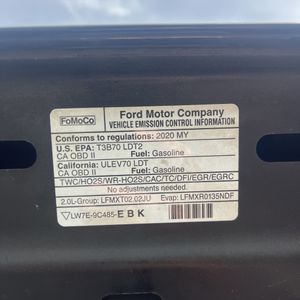 FoMoCo
Ford Motor Company
VEHICLE EMISSION CONTROL INFORMATION
Conforms to regulations: 2020 MY
U.S. EPA: T3B70 LDT2
CA OBD II Fuel: Gasoline
California: ULEV70 LDT
CA OBD II Fuel: Gasoline
TWC/HO2S/WR-HO2S/CAC/TC/DFI/EGR/EGRC
No adjustments needed.
2.0L-Group: LFMXT02.02JU Evap: LFMXR0135NDF
LW7E-9C485-EBK